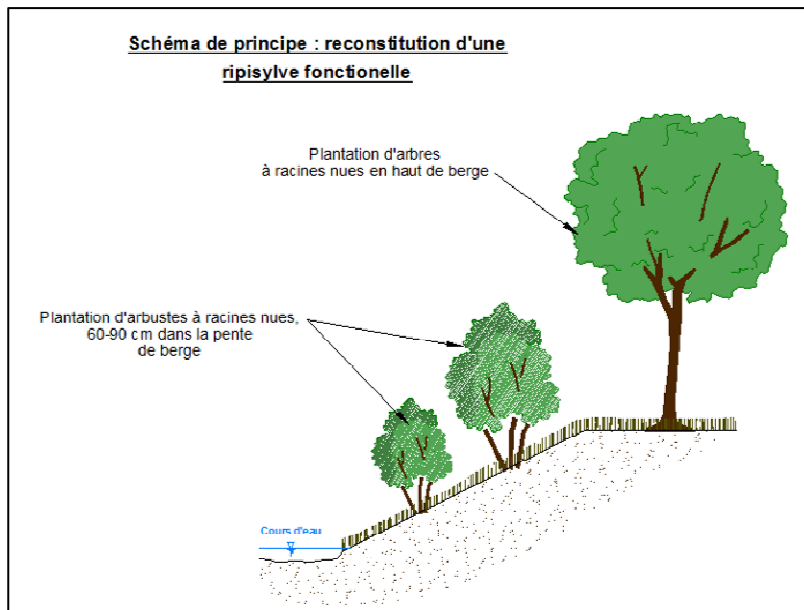 Schéma de principe : reconstitution d'une
ripisylve fonctionelle
Plantation d'arbres
à racines nues en haut de berge
Plantation d'arbustes à racines nues,
60-90 cm dans la pente
de berge
Cours d'eau